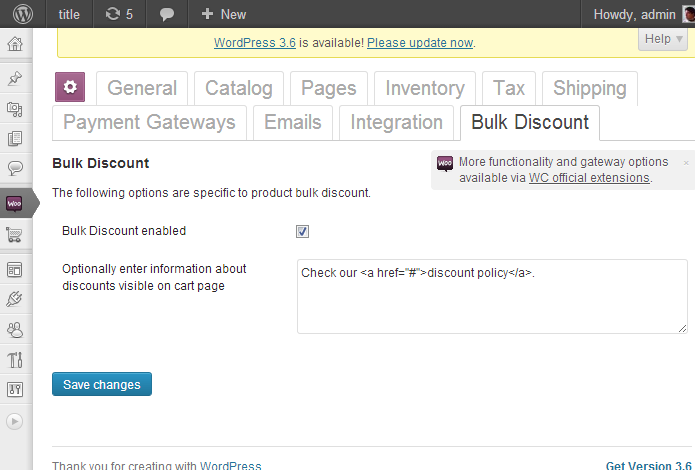 title 5 + New Howdy, admin
WordPress 3.6 is available! Please update now.
Help
General Catalog Pages Inventory Tax Shipping
Payment Gateways Emails Integration Bulk Discount
Bulk Discount
WOO More functionality and gateway options
available via WC official extensions.
×
The following options are specific to product bulk discount.
WOO
Bulk Discount enabled
Optionally enter information about
discounts visible on cart page
Check our <a href="#">discount policy</a>.
Save changes
Thank you for creating with WordPress
Get Version 3.6